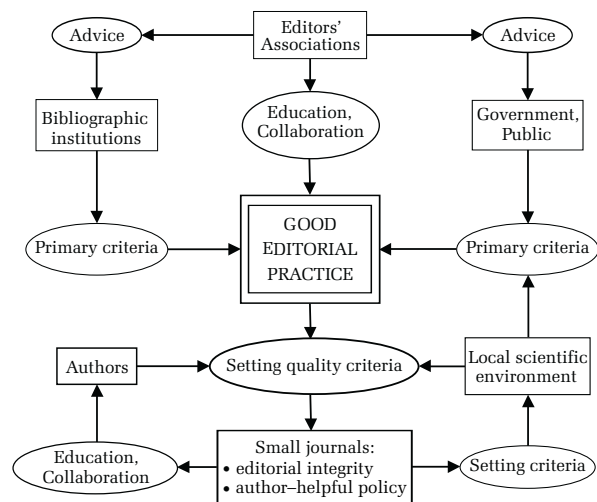 Advice
Editors'
Associations
Advice
Bibliographic
institutions
Education,
Collaboration
Government,
Public
Primary criteria
GOOD
EDITORIAL
PRACTICE
Primary criteria
Authors
Setting quality criteria
Local scientific
environment
Education,
Collaboration
Small journals:
• editorial integrity
• author–helpful policy
Setting criteria